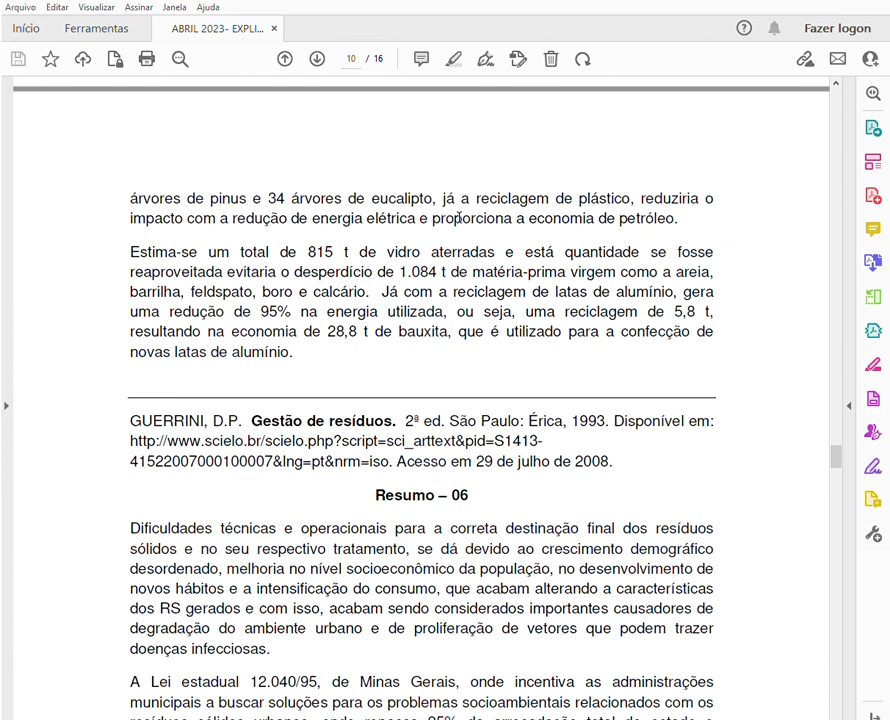 Arquivo Editar Visualizar Assinar Janela Ajuda
Início Ferramentas ABRIL 2023- EXPLI... × Fazer logon
10 / 16
árvores de pinus e 34 árvores de eucalipto, já a reciclagem de plástico, reduziria o
impacto com a redução de energia elétrica e proporciona a economia de petróleo.
Estima-se um total de 815 t de vidro aterradas e está quantidade se fosse
reaproveitada evitaria o desperdício de 1.084 t de matéria-prima virgem como a areia,
barrilha, feldspato, boro e calcário. Já com a reciclagem de latas de alumínio, gera
uma redução de 95% na energia utilizada, ou seja, uma reciclagem de 5,8 t,
resultando na economia de 28,8 t de bauxita, que é utilizado para a confecção de
novas latas de alumínio.
GUERRINI, D.P. Gestão de resíduos. 2ª ed. São Paulo: Érica, 1993. Disponível em:
http://www.scielo.br/scielo.php?script=sci_arttext&pid=S1413-
41522007000100007&lng=pt&nrm=iso. Acesso em 29 de julho de 2008.
Resumo – 06
Dificuldades técnicas e operacionais para a correta destinação final dos resíduos
sólidos e no seu respectivo tratamento, se dá devido ao crescimento demográfico
desordenado, melhoria no nível socioeconômico da população, no desenvolvimento de
novos hábitos e a intensificação do consumo, que acabam alterando a características
dos RS gerados e com isso, acabam sendo considerados importantes causadores de
degradação do ambiente urbano e de proliferação de vetores que podem trazer
doenças infecciosas.
A Lei estadual 12.040/95, de Minas Gerais, onde incentiva as administrações
municipais a buscar soluções para os problemas socioambientais relacionados com os